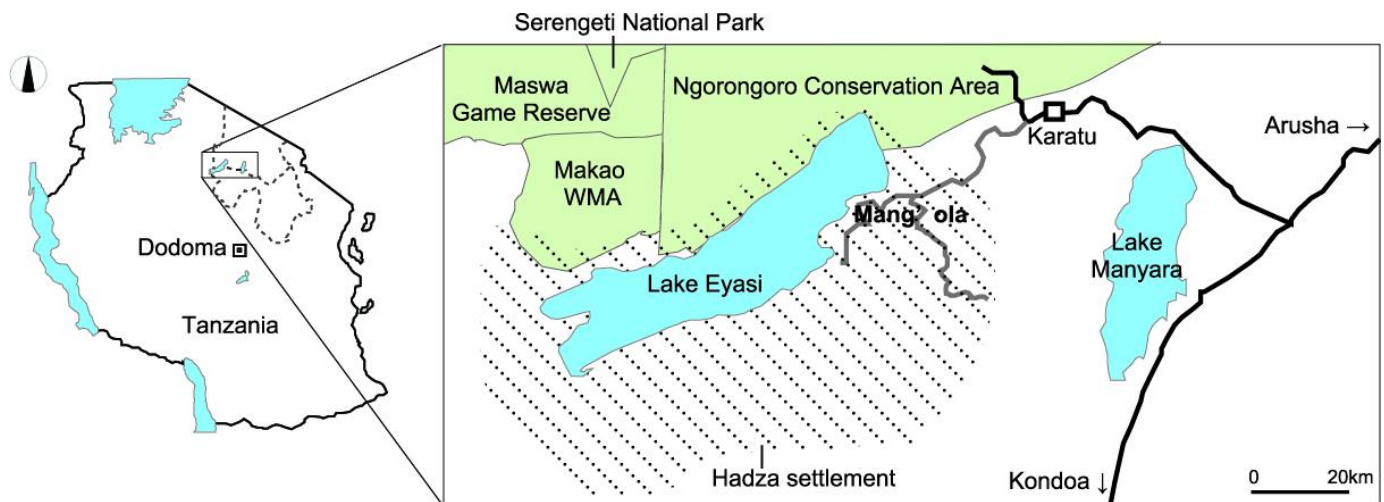 Serengeti National Park
Maswa
Game Reserve
Ngorongoro Conservation Area
Karatu
Arusha →
Makao
WMA
Mang ola
Lake
Manyara
Lake Eyasi
Dodoma
Tanzania
Hadza settlement
Kondoa ↓
0 20km